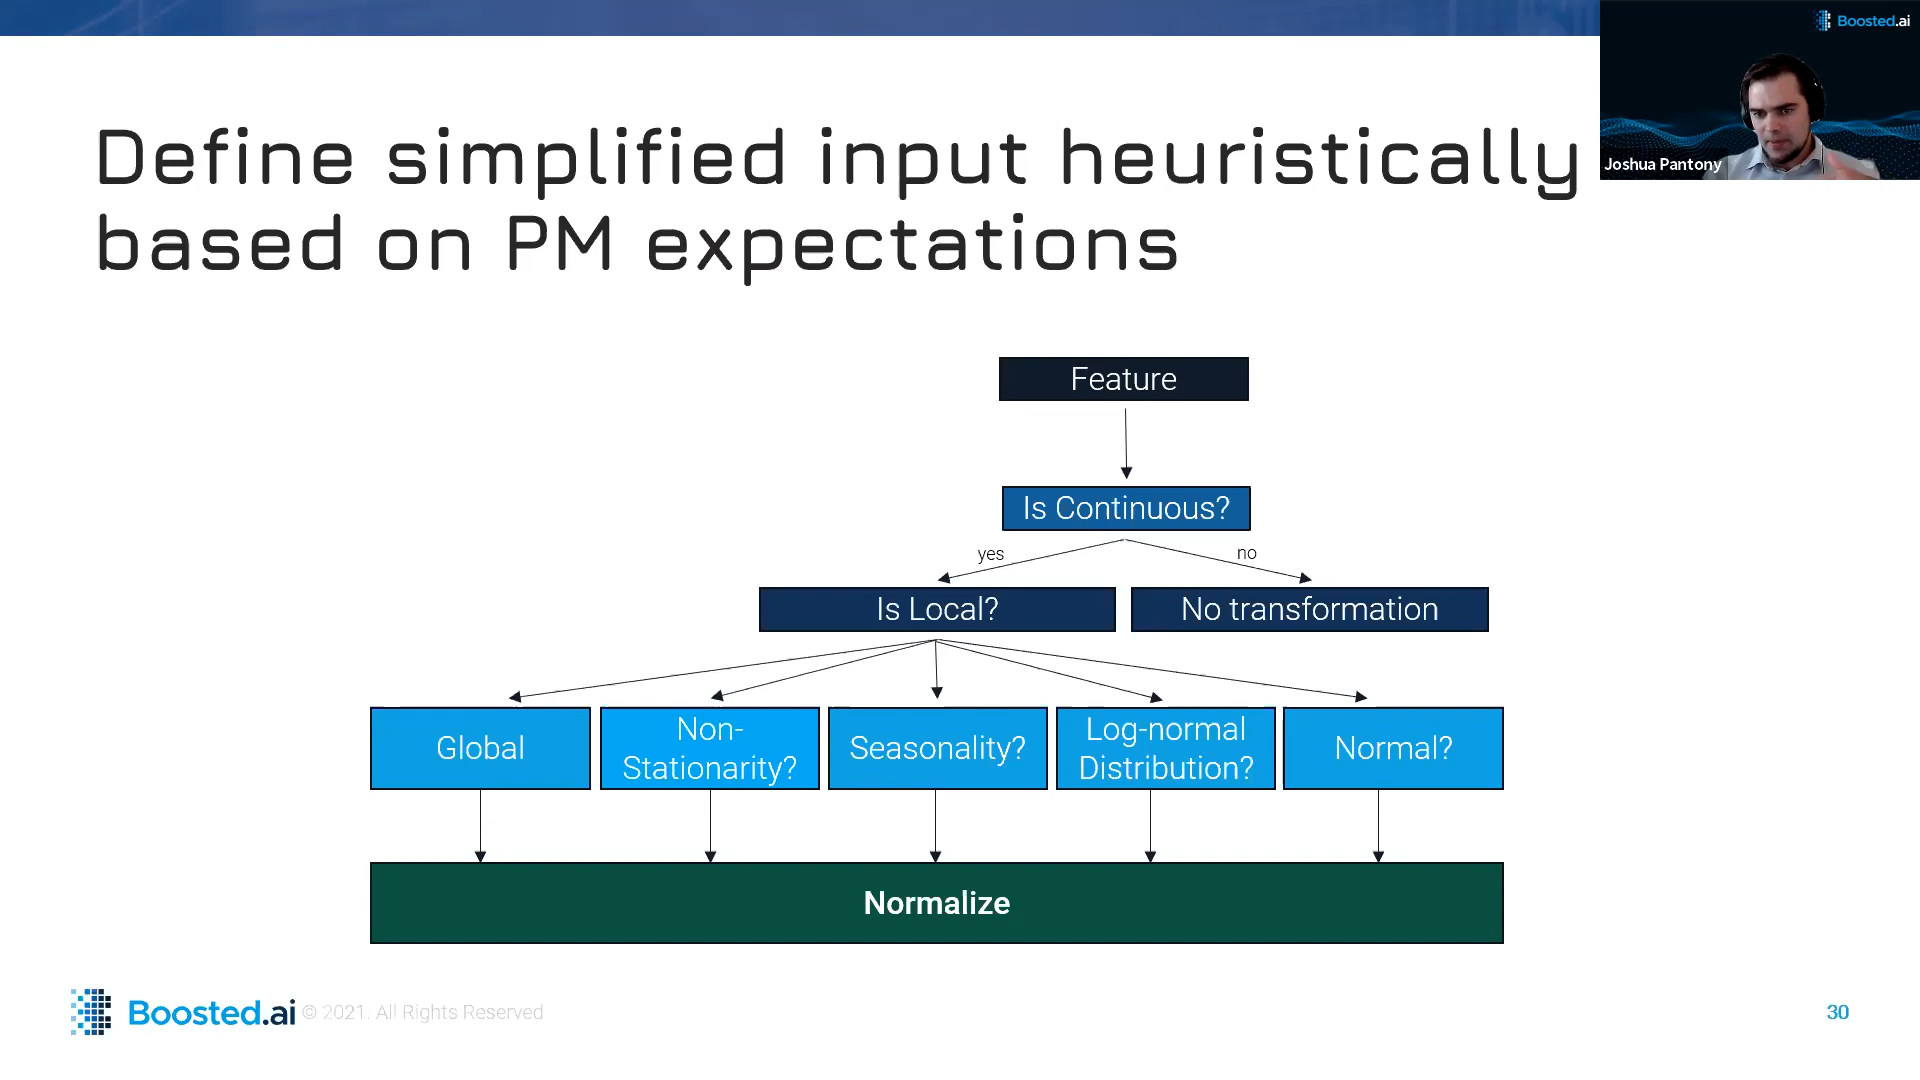 Boosted.ai
Joshua Pantony
Define simplified input heuristically
based on PM expectations
Feature
Is Continuous?
yes
no
Is Local?
No transformation
Global
Non-
Stationarity?
Seasonality?
Log-normal
Distribution?
Normal?
Normalize
Boosted.ai © 2021. All Rights Reserved
30